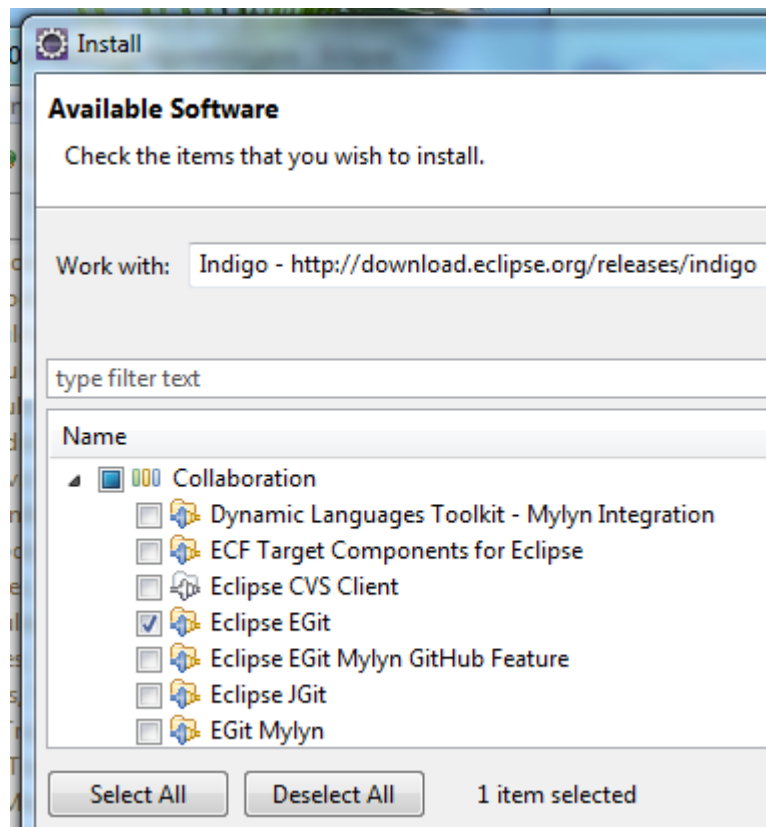 Install
Available Software
Check the items that you wish to install.
Work with: Indigo - http://download.eclipse.org/releases/indigo
type filter text
Name
Collaboration
Dynamic Languages Toolkit - Mylyn Integration
ECF Target Components for Eclipse
Eclipse CVS Client
Eclipse EGit
Eclipse EGit Mylyn GitHub Feature
Eclipse JGit
EGit Mylyn
Select All Deselect All 1 item selected